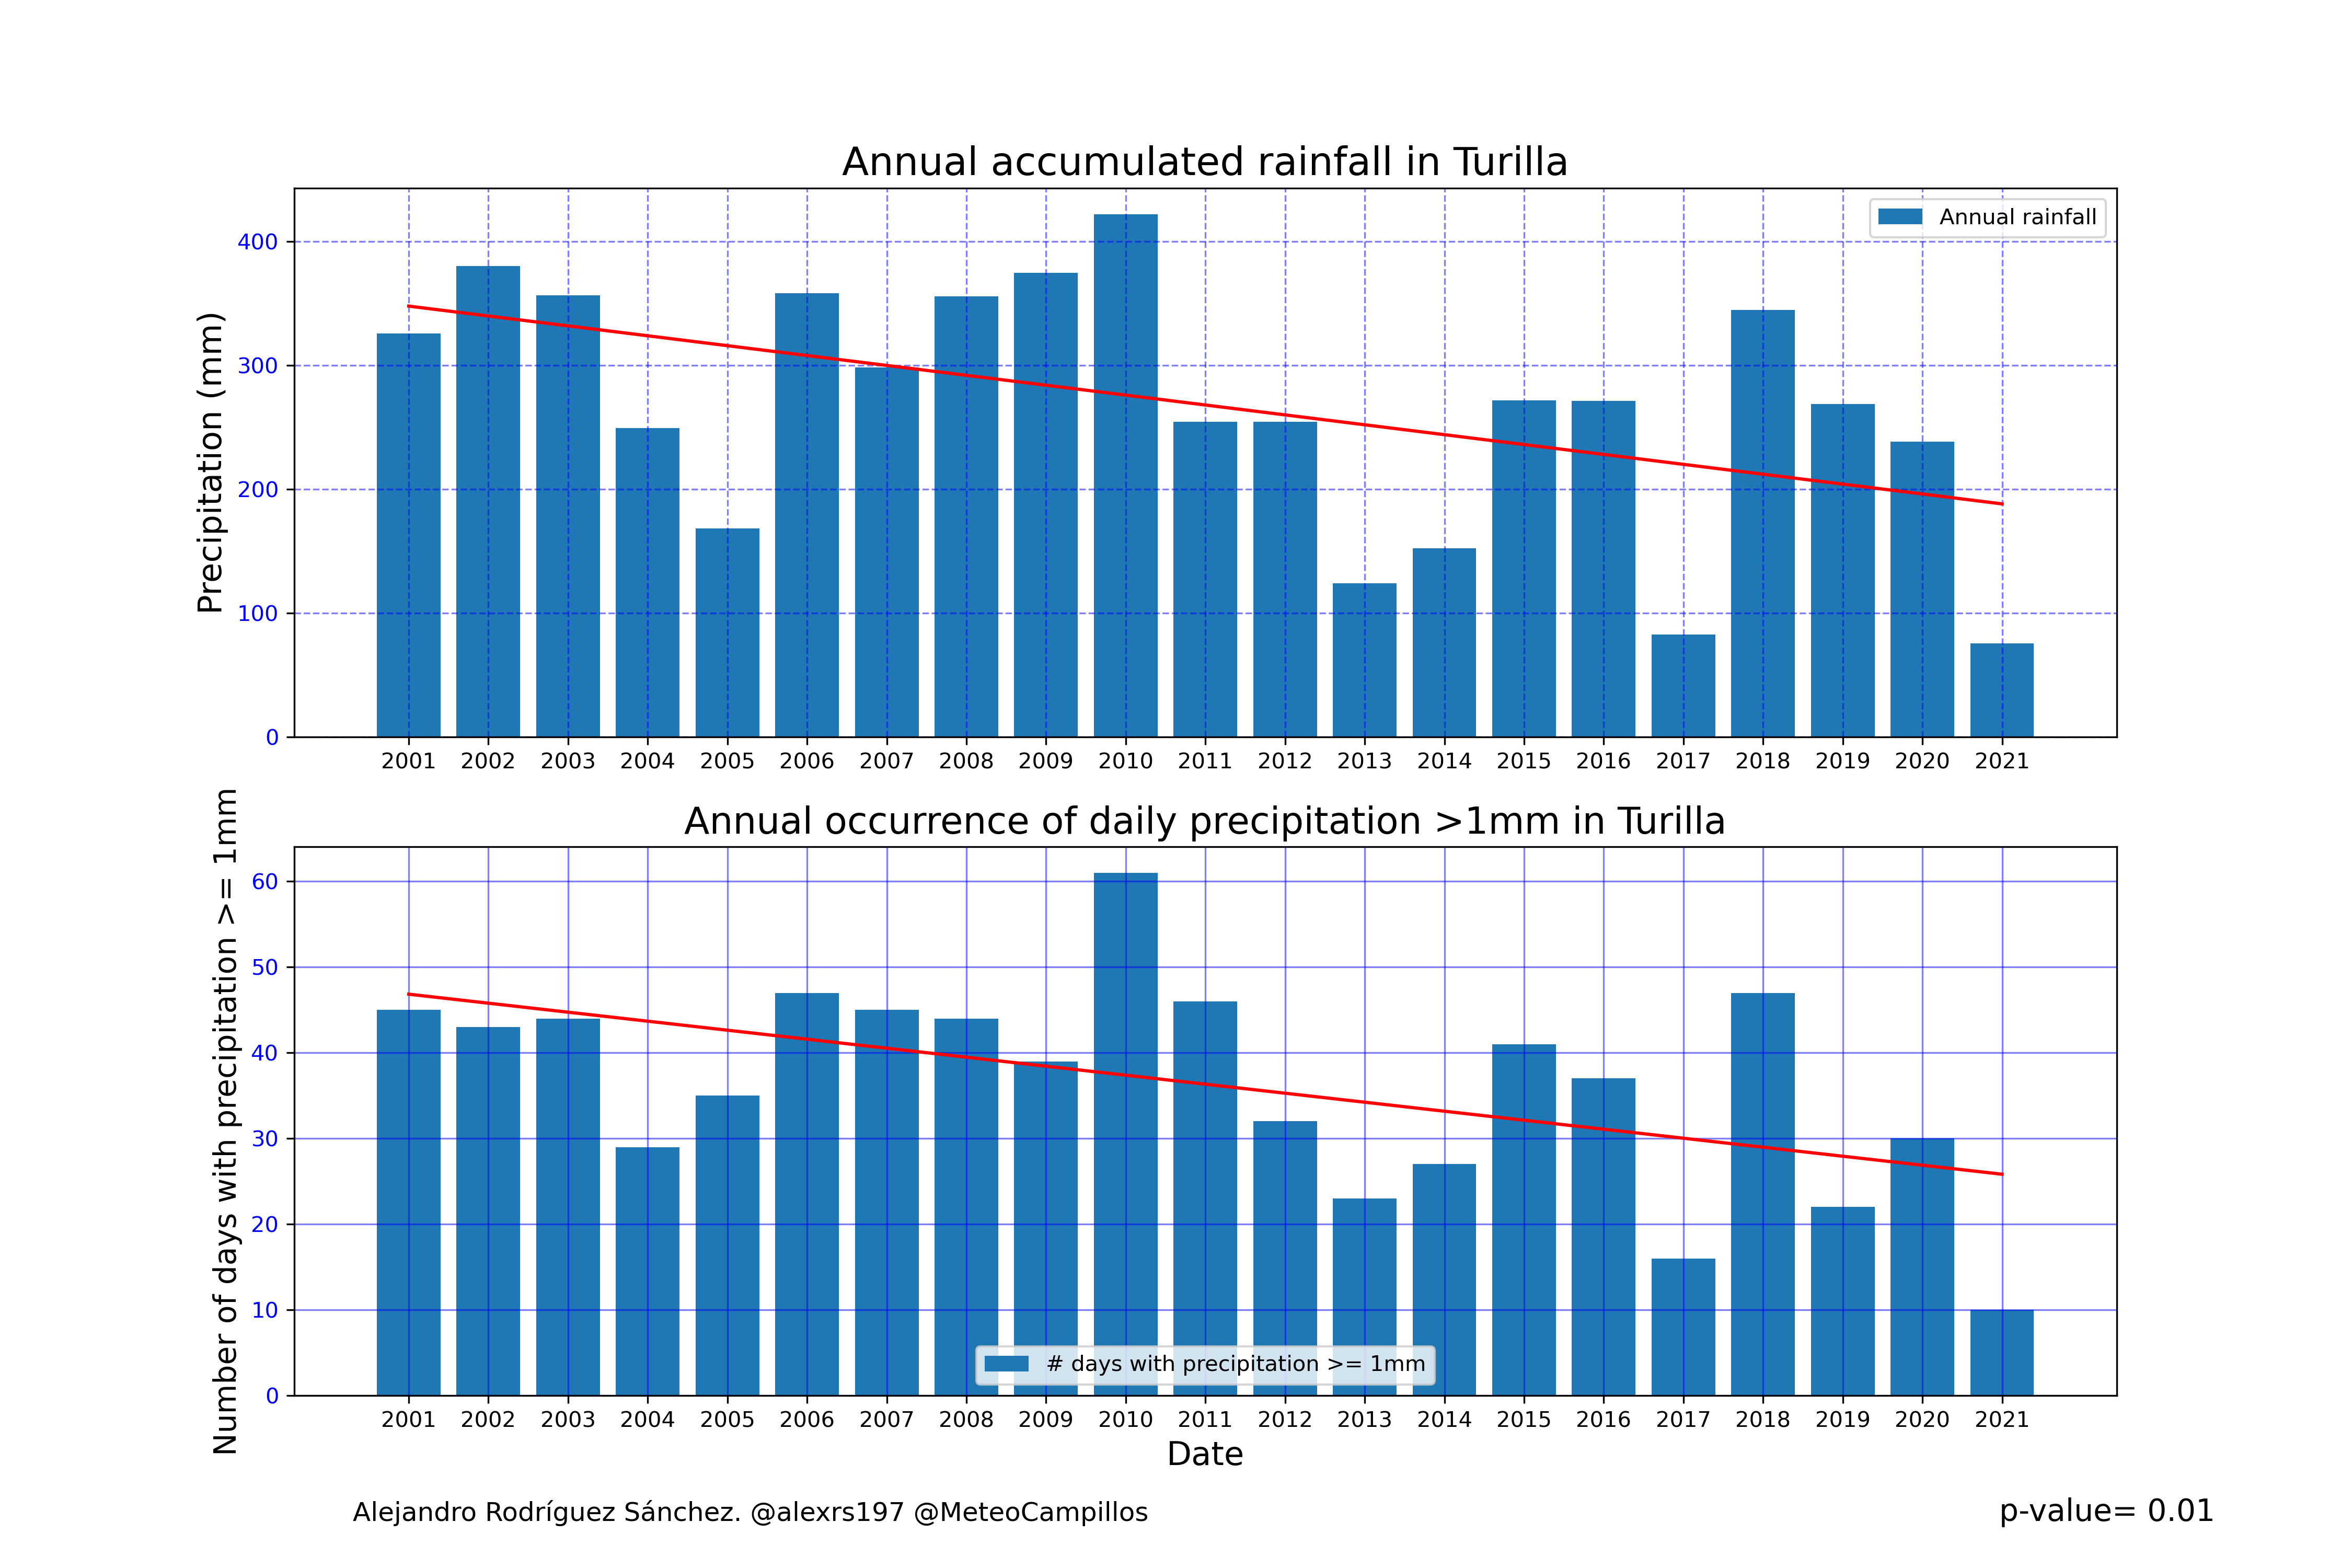 Annual accumulated rainfall in Turilla
Precipitation (mm)
400
300
200
100
0
Annual rainfall
2001 2002 2003 2004 2005 2006 2007 2008 2009 2010 2011 2012 2013 2014 2015 2016 2017 2018 2019 2020 2021
Annual occurrence of daily precipitation >1mm in Turilla
Number of days with precipitation >= 1mm
60
50
40
30
20
10
0
# days with precipitation >= 1mm
2001 2002 2003 2004 2005 2006 2007 2008 2009 2010 2011 2012 2013 2014 2015 2016 2017 2018 2019 2020 2021
Date
Alejandro Rodríguez Sánchez. @alexrs197 @MeteoCampillos
p-value= 0.01